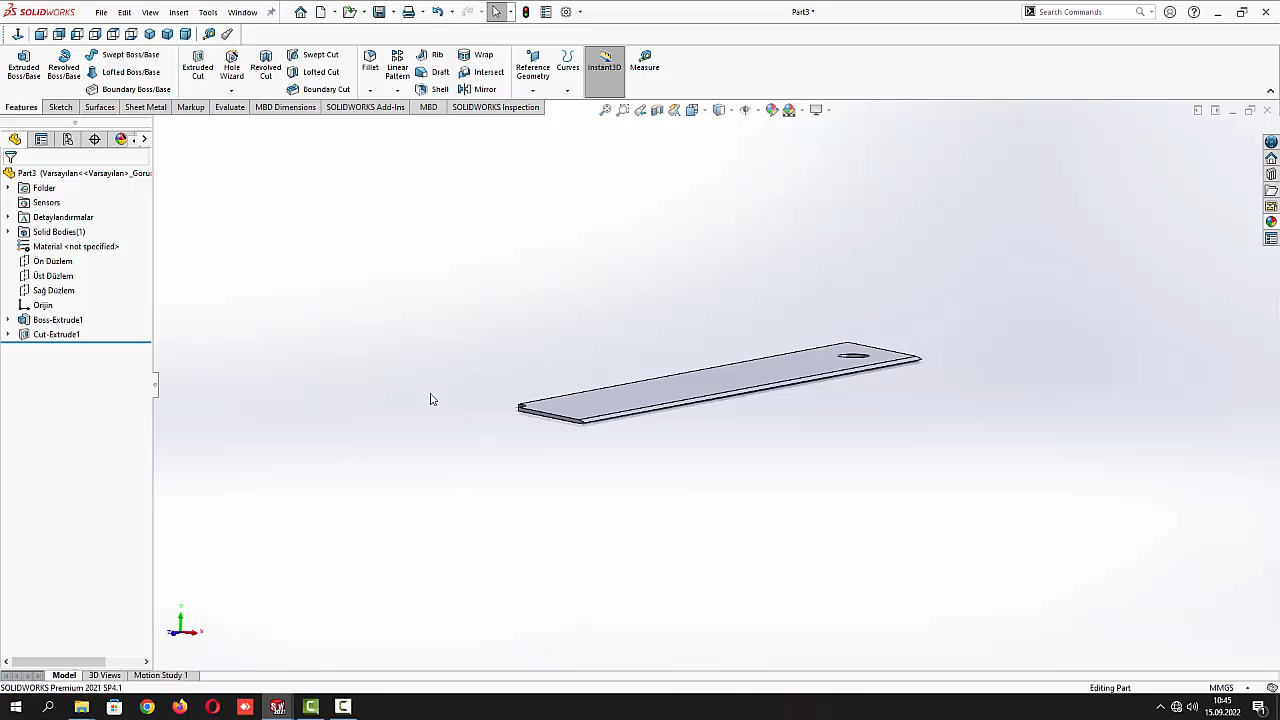 SOLIDWORKS
File
Edit
View
Insert
Tools
Window
Part3 *
Search Commands
Extruded Boss/Base
Revolved Boss/Base
Swept Boss/Base
Lofted Boss/Base
Boundary Boss/Base
Extruded Cut
Hole Wizard
Revolved Cut
Swept Cut
Lofted Cut
Boundary Cut
Fillet
Linear Pattern
Rib
Draft
Shell
Wrap
Intersect
Mirror
Reference Geometry
Curves
Instant3D
Measure
Features
Sketch
Surfaces
Sheet Metal
Markup
Evaluate
MBD Dimensions
SOLIDWORKS Add-Ins
MBD
SOLIDWORKS Inspection
Part3 (Varsayılan<<Varsayılan>_Görü
Folder
Sensors
Detaylandırmalar
Solid Bodies(1)
Material <not specified>
Ön Düzlem
Üst Düzlem
Sağ Düzlem
Orijin
Boss-Extrude1
Cut-Extrude1
Y
Z
X
Model
3D Views
Motion Study 1
SOLIDWORKS Premium 2021 SP4.1
Editing Part
MMGS
10:45
15.09.2022